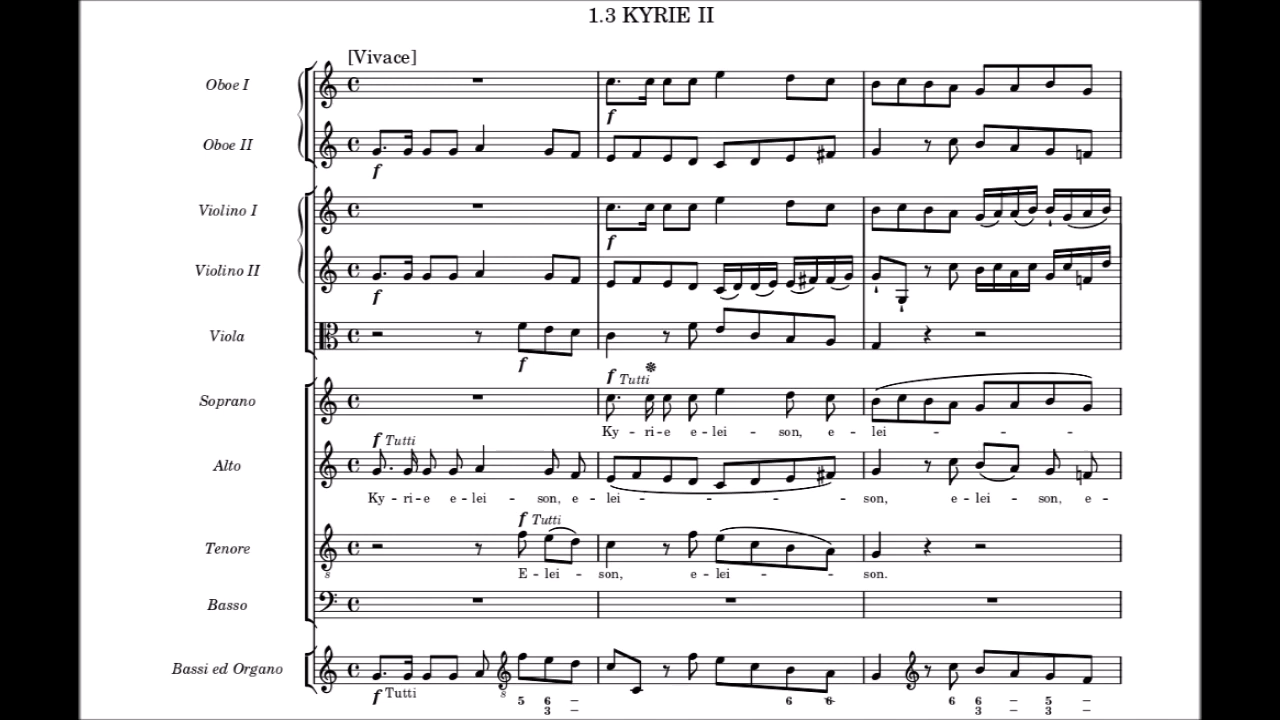 1.3 KYRIE II
[Vivace]
Oboe I
f
Oboe II
f
Violino I
f
Violino II
f
Viola
f
f Tutti
Soprano
Ky - ri - e e - lei - son, e - lei - - - -
f Tutti
Alto
Ky - ri - e e - lei - son, e - lei - - - son, e - lei - son, e -
f Tutti
Tenore
E - lei - son, e - lei - - - son.
Basso
Bassi ed Organo
f Tutti
5 6 - 6 6 6 6 - 5 -
3 - 3 - 3 -